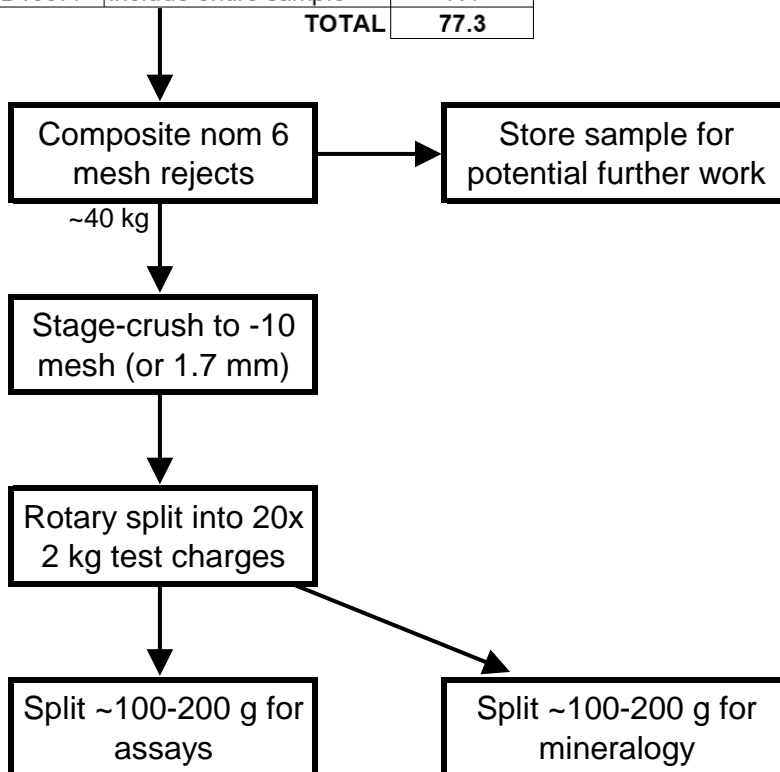 TOTAL 77.3
Composite nom 6
mesh rejects
Store sample for
potential further work
~40 kg
Stage-crush to -10
mesh (or 1.7 mm)
Rotary split into 20x
2 kg test charges
Split ~100-200 g for
assays
Split ~100-200 g for
mineralogy